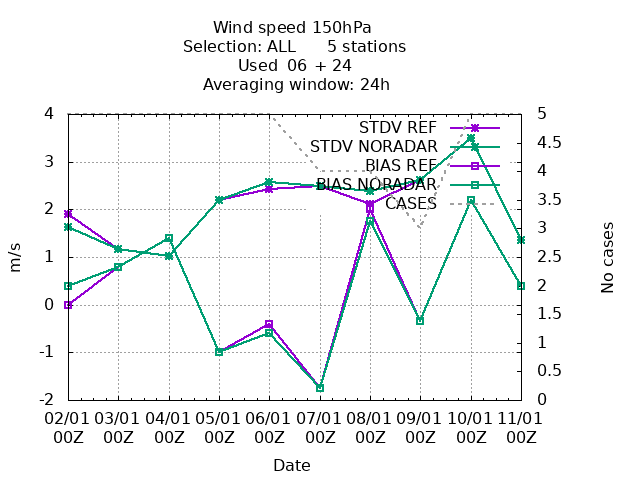 Wind speed 150hPa
Selection: ALL 5 stations
Used 06 + 24
Averaging window: 24h
4 5
STDV REF
4.5
STDV NORADAR
3 BIAS REF 4
BIAS NORADAR
2 CASES 3.5
3
m/s 1 2.5 No cases
0 2
1.5
-1 1
0.5
-2 0
02/01 03/01 04/01 05/01 06/01 07/01 08/01 09/01 10/01 11/01
00Z 00Z 00Z 00Z 00Z 00Z 00Z 00Z 00Z 00Z
Date